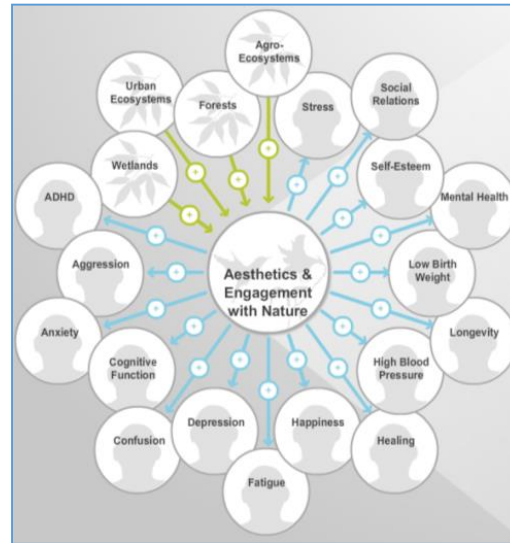 Agro-
Ecosystems
Urban
Ecosystems
Forests
Stress
Social
Relations
Wetlands
Self-Esteem
ADHD
Mental Health
Aggression
Aesthetics &
Engagement
with Nature
Low Birth
Weight
Anxiety
Longevity
Cognitive
Function
High Blood
Pressure
Confusion
Depression
Happiness
Healing
Fatigue